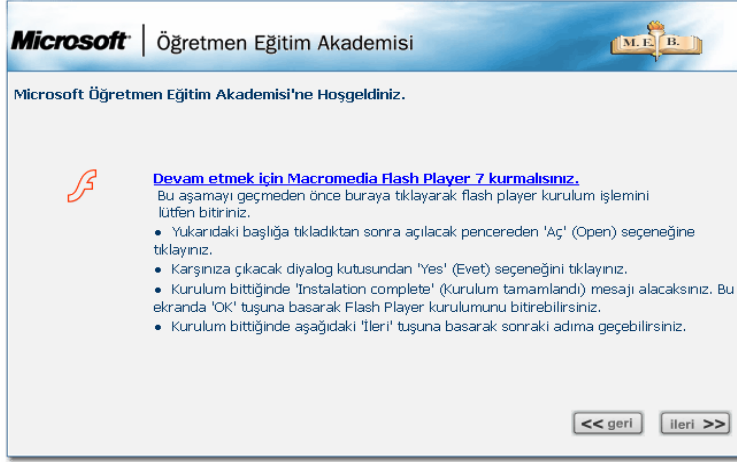 Microsoft | Öğretmen Eğitim Akademisi
M. E. B.
Microsoft Öğretmen Eğitim Akademisi'ne Hoşgeldiniz.
Devam etmek için Macromedia Flash Player 7 kurmalısınız.
Bu aşamayı geçmeden önce buraya tıklayarak flash player kurulum işlemini
lütfen bitiriniz.
• Yukarıdaki başlığa tıkladıktan sonra açılacak pencereden 'Aç' (Open) seçeneğine
tıklayınız.
• Karşınıza çıkacak diyalog kutusundan 'Yes' (Evet) seçeneğini tıklayınız.
• Kurulum bittiğinde 'Instalation complete' (Kurulum tamamlandı) mesajı alacaksınız. Bu
ekranda 'OK' tuşuna basarak Flash Player kurulumunu bitirebilirsiniz.
• Kurulum bittiğinde aşağıdaki 'İleri' tuşuna basarak sonraki adıma geçebilirsiniz.
<< geri ileri >>